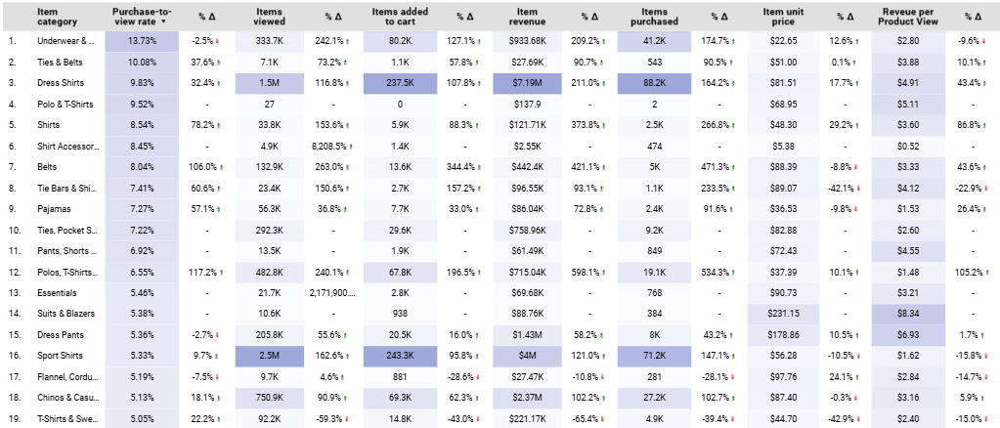 Item category Purchase-to-view rate ▼ % Δ Items viewed % Δ Items added to cart % Δ Item revenue % Δ Items purchased % Δ Item unit price % Δ Reveue per Product View % Δ
1. Underwear & ... 13.73% -2.5% 333.7K 242.1% 80.2K 127.1% $933.68K 209.2% 41.2K 174.7% $22.65 12.6% $2.80 -9.6%
2. Ties & Belts 10.08% 37.6% 7.1K 73.2% 1.1K 57.8% $27.69K 90.7% 543 90.5% $51.00 0.1% $3.88 10.1%
3. Dress Shirts 9.83% 32.4% 1.5M 116.8% 237.5K 107.8% $7.19M 211.0% 88.2K 164.2% $81.51 17.7% $4.91 43.4%
4. Polo & T-Shirts 9.52% - 27 - 0 - $137.9 - 2 - $68.95 - $5.11 -
5. Shirts 8.54% 78.2% 33.8K 153.6% 5.9K 88.3% $121.71K 373.8% 2.5K 266.8% $48.30 29.2% $3.60 86.8%
6. Shirt Accessor... 8.45% - 4.9K 8,208.5% 1.4K - $2.55K - 474 - $5.38 - $0.52 -
7. Belts 8.04% 106.0% 132.9K 263.0% 13.6K 344.4% $442.4K 421.1% 5K 471.3% $88.39 -8.8% $3.33 43.6%
8. Tie Bars & Shi... 7.41% 60.6% 23.4K 150.6% 2.7K 157.2% $96.55K 93.1% 1.1K 233.5% $89.07 -42.1% $4.12 -22.9%
9. Pajamas 7.27% 57.1% 56.3K 36.8% 7.7K 33.0% $86.04K 72.8% 2.4K 91.6% $36.53 -9.8% $1.53 26.4%
10. Ties, Pocket S... 7.22% - 292.3K - 29.6K - $758.96K - 9.2K - $82.88 - $2.60 -
11. Pants, Shorts ... 6.92% - 13.5K - 1.9K - $61.49K - 849 - $72.43 - $4.55 -
12. Polos, T-Shirts... 6.55% 117.2% 482.8K 240.1% 67.8K 196.5% $715.04K 598.1% 19.1K 534.3% $37.39 10.1% $1.48 105.2%
13. Essentials 5.46% - 21.7K 2,171,900.... 2.8K - $69.68K - 768 - $90.73 - $3.21 -
14. Suits & Blazers 5.38% - 10.6K - 938 - $88.76K - 384 - $231.15 - $8.34 -
15. Dress Pants 5.36% -2.7% 205.8K 55.6% 20.5K 16.0% $1.43M 58.2% 8K 43.2% $178.86 10.5% $6.93 1.7%
16. Sport Shirts 5.33% 9.7% 2.5M 162.6% 243.3K 95.8% $4M 121.0% 71.2K 147.1% $56.28 -10.5% $1.62 -15.8%
17. Flannel, Cordu... 5.19% -7.5% 9.7K 4.6% 881 -28.6% $27.47K -10.8% 281 -28.1% $97.76 24.1% $2.84 -14.7%
18. Chinos & Casu... 5.13% 18.1% 750.9K 90.9% 69.3K 62.3% $2.37M 102.2% 27.2K 102.7% $87.40 -0.3% $3.16 5.9%
19. T-Shirts & Swe... 5.05% 22.2% 92.2K -59.3% 14.8K -43.0% $221.17K -65.4% 4.9K -39.4% $44.70 -42.9% $2.40 -15.0%